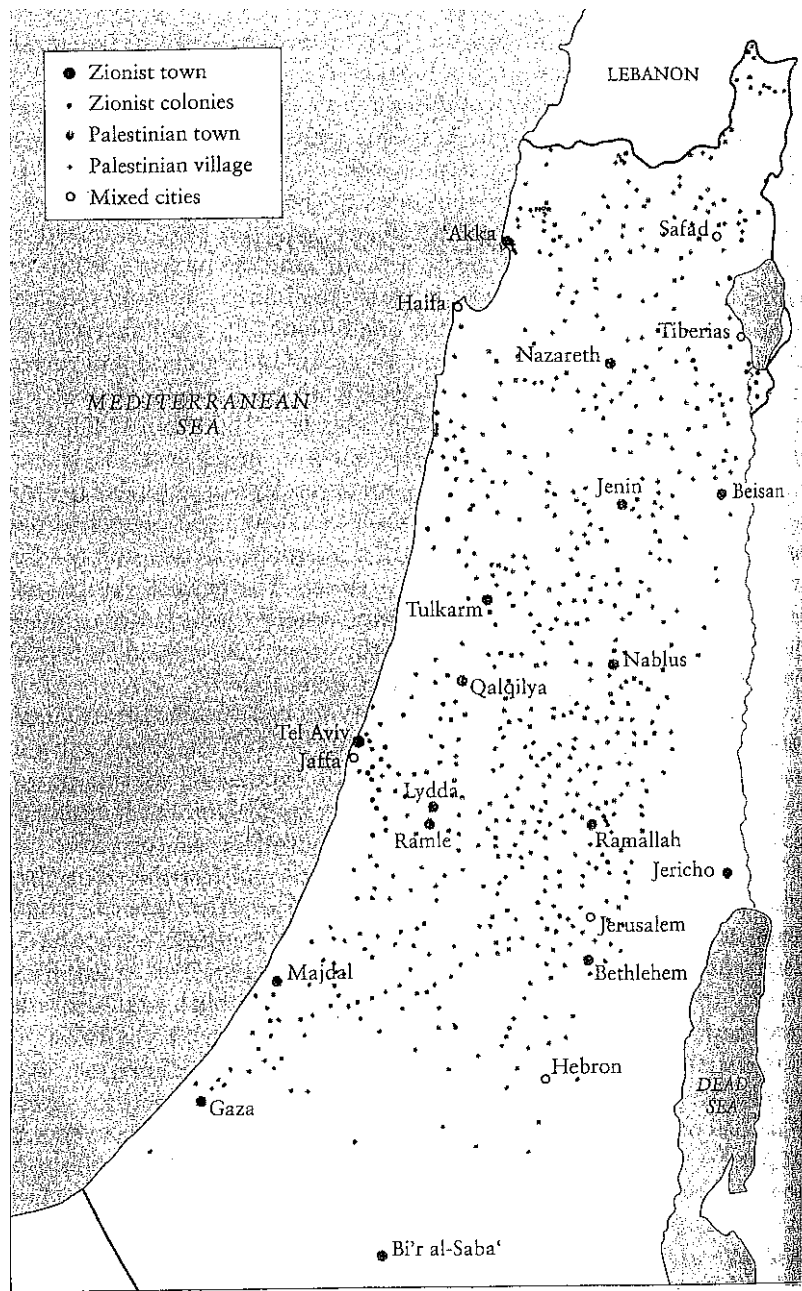 Zionist town
Zionist colonies
Palestinian town
Palestinian village
Mixed cities
LEBANON
'Akka
Safad
Haifa
Tiberias
Nazareth
MEDITERRANEAN
SEA
Jenin
Beisan
Tulkarm
Nablus
Qalqilya
Tel Aviv
Jaffa
Lydda
Ramle
Ramallah
Jericho
Jerusalem
Majdal
Bethlehem
Hebron
DEAD
SEA
Gaza
Bi'r al-Saba'